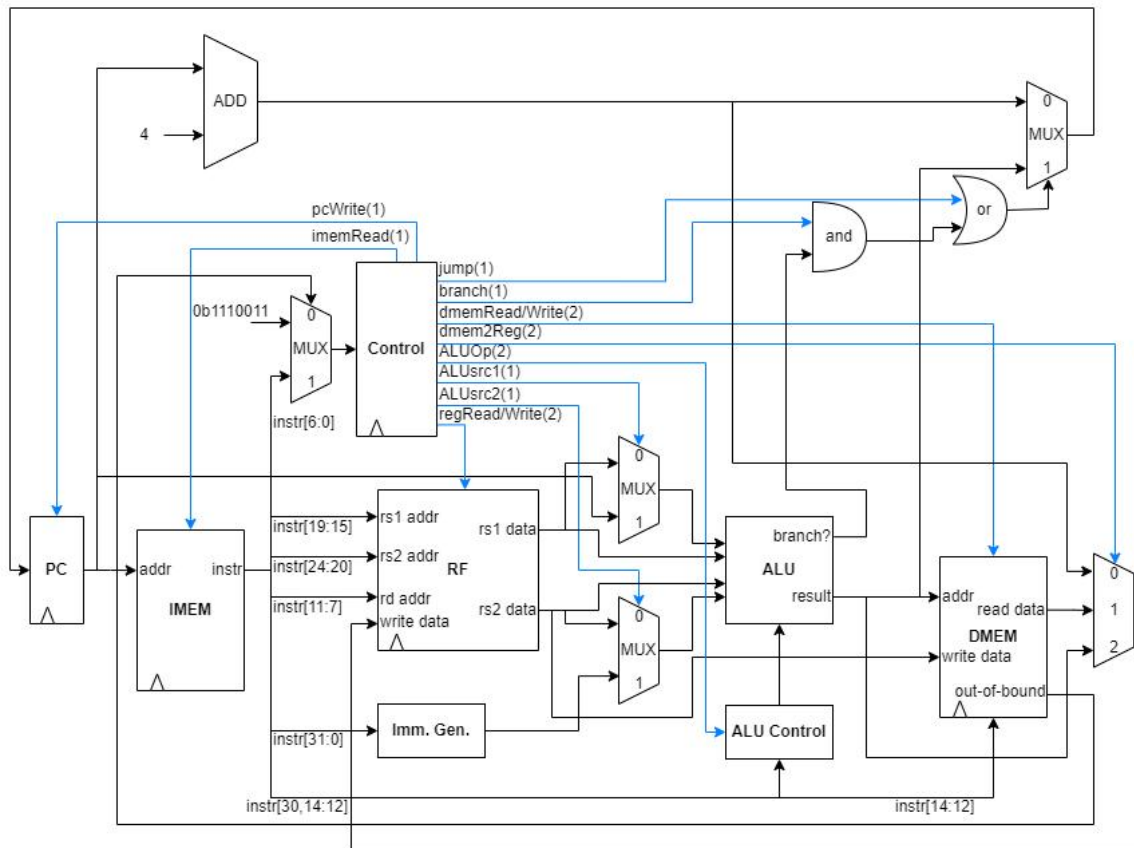 ADD
0
4
MUX
1
pcWrite(1)
or
imemRead(1)
and
jump(1)
branch(1)
0b1110011
0
dmemRead/Write(2)
dmem2Reg(2)
MUX
Control
ALUOp(2)
ALUsrc1(1)
1
ALUsrc2(1)
regRead/Write(2)
instr[6:0]
0
MUX
1
instr[19:15]
rs1 addr
rs1 data
branch?
PC
addr
instr
rs2 addr
instr[24:20]
RF
ALU
0
IMEM
instr[11:7]
rd addr
rs2 data
result
addr
write data
0
read data
1
MUX
DMEM
write data
2
1
out-of-bound
Imm. Gen.
ALU Control
instr[31:0]
instr[30,14:12]
instr[14:12]